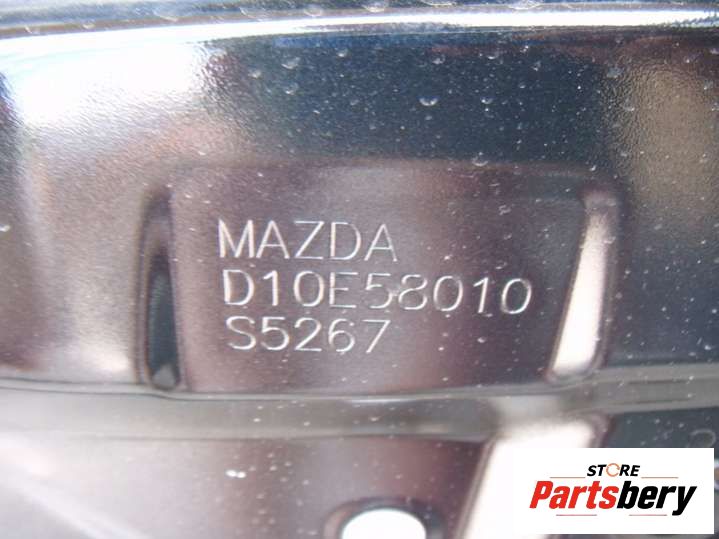 MAZDA
D10E58010
S5267
STORE
Partsbery